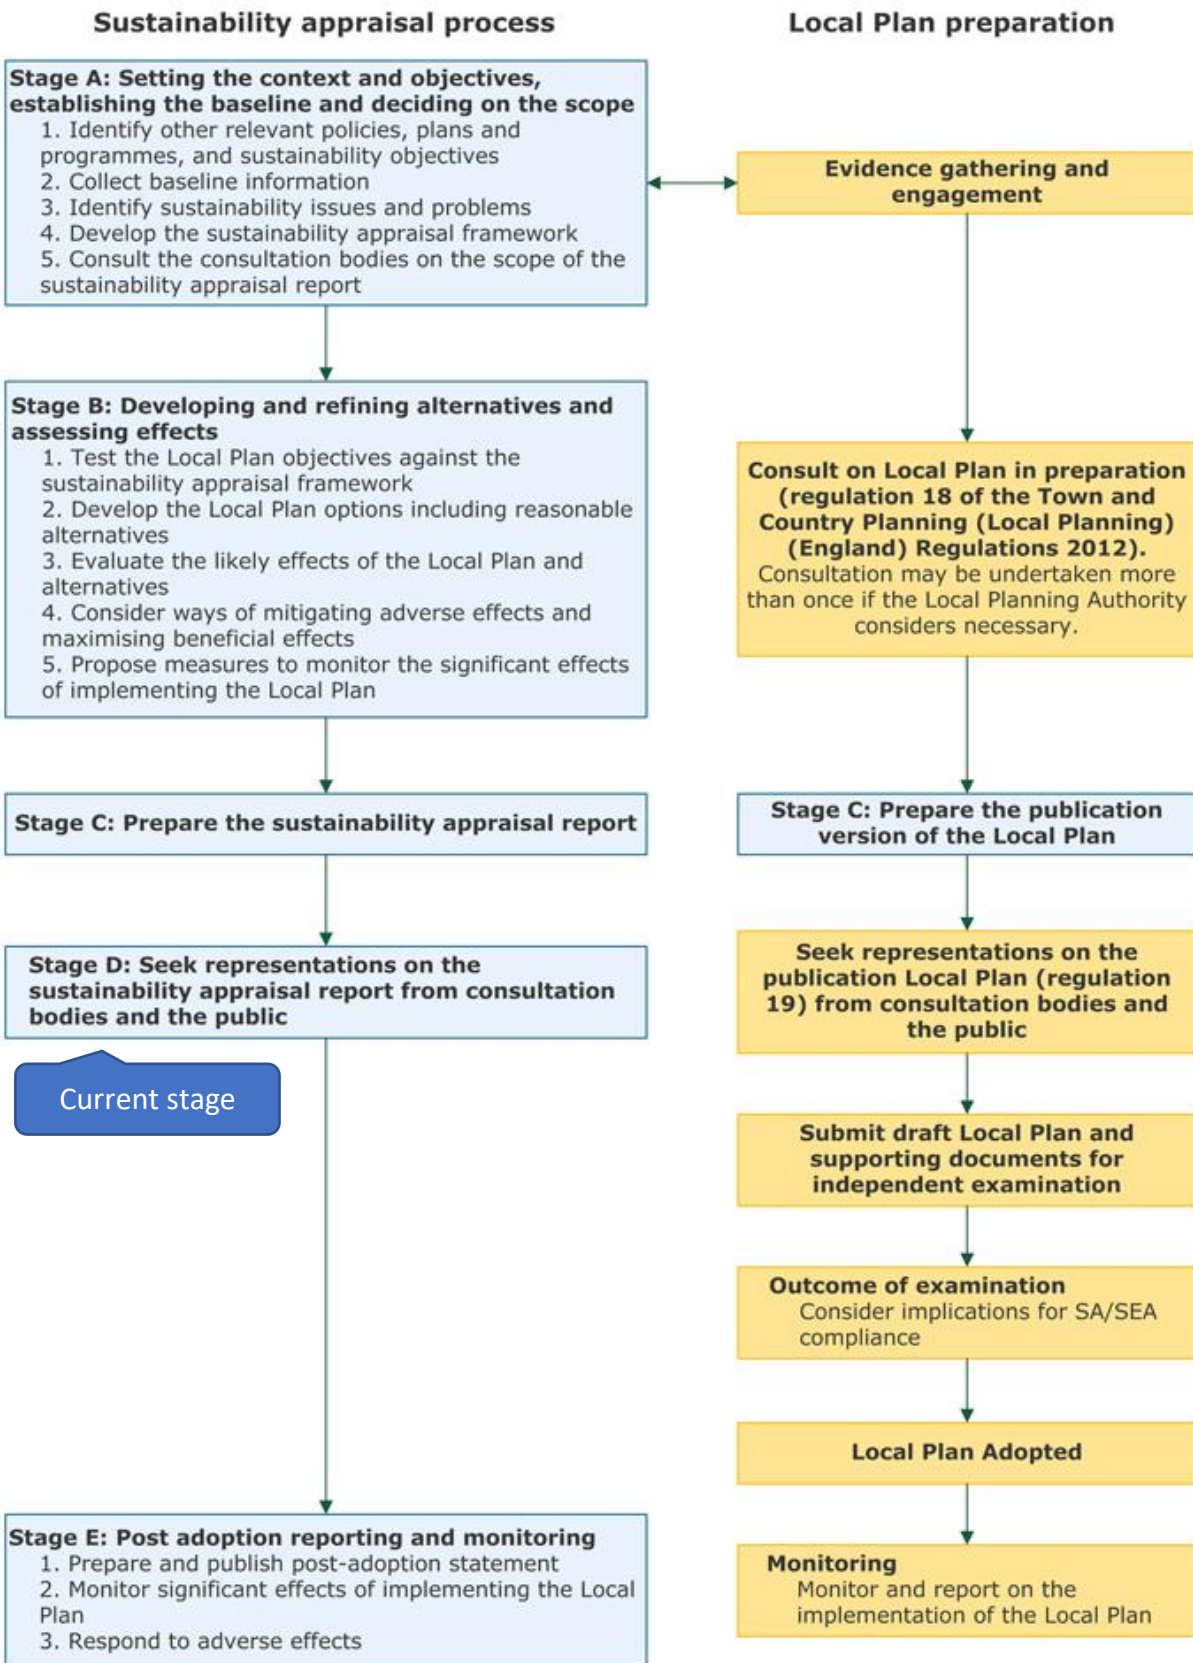 Sustainability appraisal process
Stage A: Setting the context and objectives,
establishing the baseline and deciding on the scope
1. Identify other relevant policies, plans and
programmes, and sustainability objectives
2. Collect baseline information
3. Identify sustainability issues and problems
4. Develop the sustainability appraisal framework
5. Consult the consultation bodies on the scope of the
sustainability appraisal report
Stage B: Developing and refining alternatives and
assessing effects
1. Test the Local Plan objectives against the
sustainability appraisal framework
2. Develop the Local Plan options including reasonable
alternatives
3. Evaluate the likely effects of the Local Plan and
alternatives
4. Consider ways of mitigating adverse effects and
maximising beneficial effects
5. Propose measures to monitor the significant effects
of implementing the Local Plan
Stage C: Prepare the sustainability appraisal report
Stage D: Seek representations on the
sustainability appraisal report from consultation
bodies and the public
Current stage
Stage E: Post adoption reporting and monitoring
1. Prepare and publish post-adoption statement
2. Monitor significant effects of implementing the Local
Plan
3. Respond to adverse effects
Local Plan preparation
Evidence gathering and
engagement
Consult on Local Plan in preparation
(regulation 18 of the Town and
Country Planning (Local Planning)
(England) Regulations 2012).
Consultation may be undertaken more
than once if the Local Planning Authority
considers necessary.
Stage C: Prepare the publication
version of the Local Plan
Seek representations on the
publication Local Plan (regulation
19) from consultation bodies and
the public
Submit draft Local Plan and
supporting documents for
independent examination
Outcome of examination
Consider implications for SA/SEA
compliance
Local Plan Adopted
Monitoring
Monitor and report on the
implementation of the Local Plan